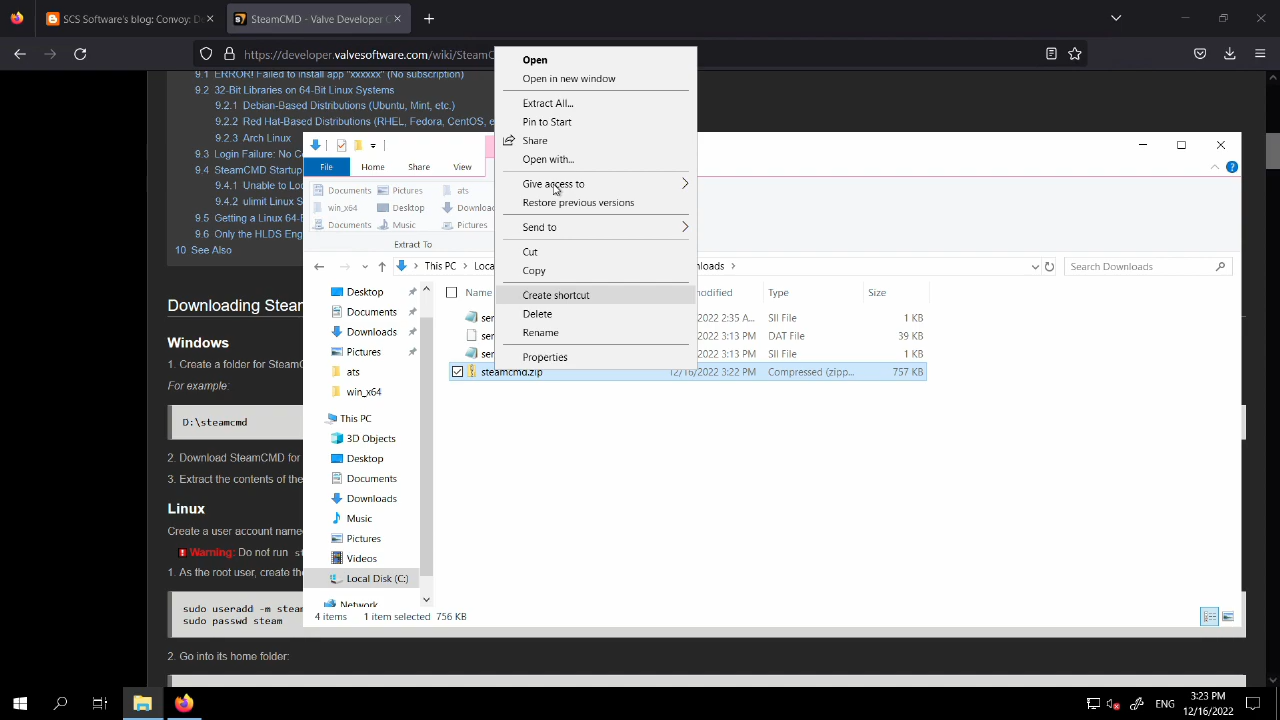 SCS Software's blog: Convoy: D
SteamCMD - Valve Developer C
https://developer.valvesoftware.com/wiki/SteamC
9.1 ERROR! Failed to install app "xxxxxx" (No subscription)
9.2 32-Bit Libraries on 64-Bit Linux Systems
9.2.1 Debian-Based Distributions (Ubuntu, Mint, etc.)
9.2.2 Red Hat-Based Distributions (RHEL, Fedora, CentOS, e
9.2.3 Arch Linux
9.3 Login Failure: No C
9.4 SteamCMD Startup
9.4.1 Unable to Loc
9.4.2 ulimit Linux S
9.5 Getting a Linux 64-B
9.6 Only the HLDS Eng
10 See Also
Downloading Steam
Windows
1. Create a folder for SteamC
For example:
D:\steamcmd
2. Download SteamCMD for
3. Extract the contents of the
Linux
Create a user account name
Warning: Do not run st
1. As the root user, create the
sudo useradd -m steam
sudo passwd steam
2. Go into its home folder:
File Home Share View
Documents Pictures ats
win_x64 Desktop Downloac
Documents Music Pictures
Extract To
This PC Loca
nloads
Search Downloads
Desktop
Documents
Downloads
Pictures
ats
win_x64
This PC
3D Objects
Desktop
Documents
Downloads
Music
Pictures
Videos
Local Disk (C:)
Network
Name modified Type Size
ser 2022 2:35 A... SII File 1 KB
ser 2022 3:13 PM DAT File 39 KB
ser 2022 3:13 PM SII File 1 KB
steamcmd.zip 12/16/2022 3:22 PM Compressed (zipp... 757 KB
4 items 1 item selected 756 KB
Open
Open in new window
Extract All...
Pin to Start
Share
Open with...
Give access to
Restore previous versions
Send to
Cut
Copy
Create shortcut
Delete
Rename
Properties
ENG
3:23 PM
12/16/2022